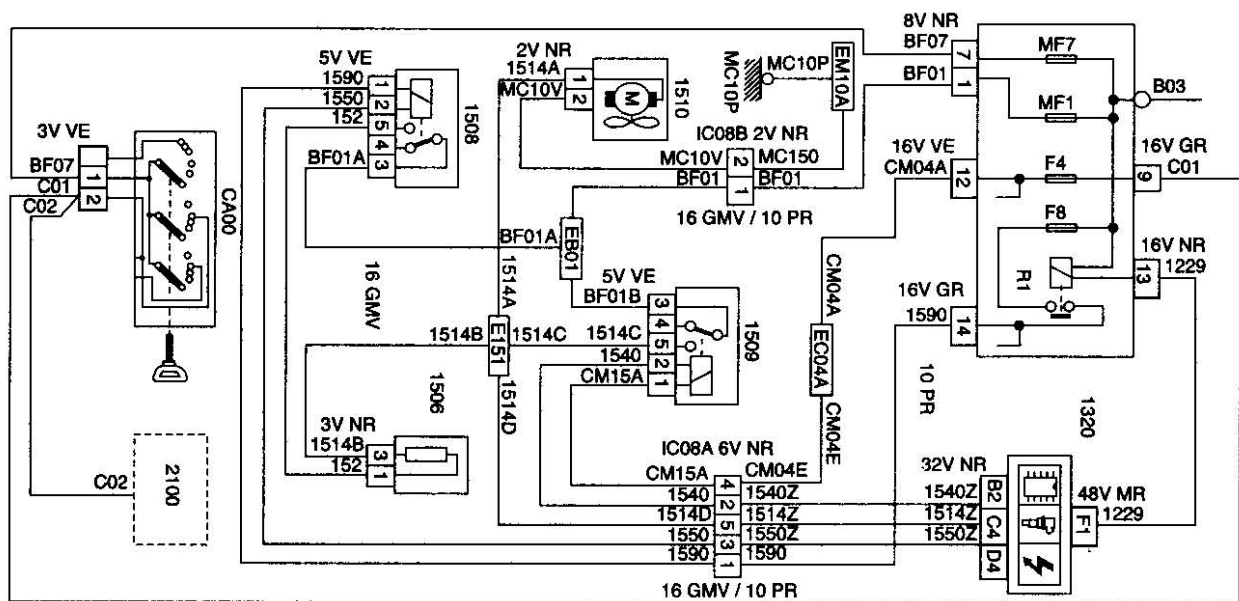 8V NR
BF07
7
MF7
BF01
1
MF1
B03
16V VE
CM04A
12
F4
16V GR
9
C01
F8
16V NR
1229
13
R1
16V GR
1590
14
10 PR
1320
32V NR
1540Z
B2
1514Z
C4
1550Z
D4
48V MR
1229
F1
3V VE
BF07
C01
1
C02
2
CA00
C02
2100
5V VE
1590
1
1550
2
152
5
4
BF01A
3
1508
2V NR
1514A
1
MC10V
2
M
1510
MC10P
MC10P
EM10A
IC08B 2V NR
MC10V
2
MC150
BF01
1
BF01
16 GMV / 10 PR
BF01A
EB01
16 GMV
1514A
5V VE
BF01B
3
4
1514B
E151
1514C
1514C
5
1540
2
CM15A
1
1509
CM04A
EC04A
CM04E
1506
1514D
3V NR
1514B
3
152
1
IC08A 6V NR
CM15A
4
CM04E
1540
2
1540Z
1514D
5
1514Z
1550
3
1550Z
1590
1
1590
16 GMV / 10 PR